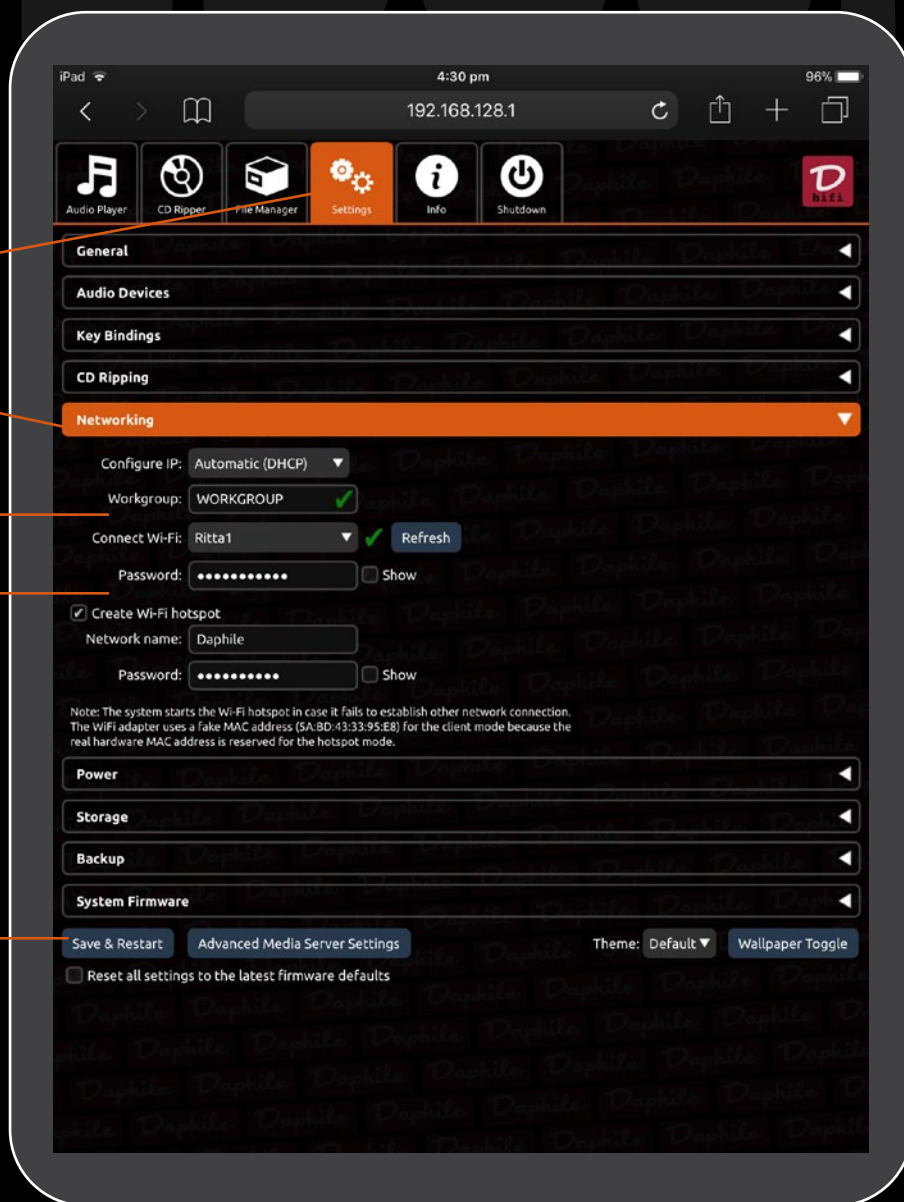 iPad 4:30 pm 96%
192.168.128.1
Audio Player CD Ripper File Manager Settings Info Shutdown
D
hifi
General
Audio Devices
Key Bindings
CD Ripping
Networking
Configure IP: Automatic (DHCP)
Workgroup: WORKGROUP
Connect Wi-Fi: Ritta1 Refresh
Password: ••••••••••• Show
Create Wi-Fi hotspot
Network name: Daphile
Password: •••••••••• Show
Note: The system starts the Wi-Fi hotspot in case it fails to establish other network connection.
The WiFi adapter uses a fake MAC address (5A:BD:43:33:95:E8) for the client mode because the
real hardware MAC address is reserved for the hotspot mode.
Power
Storage
Backup
System Firmware
Save & Restart Advanced Media Server Settings Theme: Default Wallpaper Toggle
Reset all settings to the latest firmware defaults